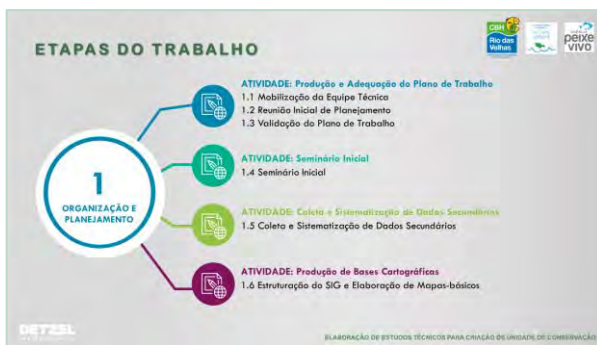 ETAPAS DO TRABALHO
CBH
Rio das
Velhas
peixe
vivo
ATIVIDADE: Produção e Adequação do Plano de Trabalho
1.1 Mobilização da Equipe Técnica
1.2 Reunião Inicial de Planejamento
1.3 Validação do Plano de Trabalho
ATIVIDADE: Seminário Inicial
1.4 Seminário Inicial
1
ORGANIZAÇÃO E
PLANEJAMENTO
ATIVIDADE: Coleta e Sistematização de Dados Secundários
1.5 Coleta e Sistematização de Dados Secundários
ATIVIDADE: Produção de Bases Cartográficas
1.6 Estruturação do SIG e Elaboração de Mapas-básicos
DETZEL
ELABORAÇÃO DE ESTUDOS TÉCNICOS PARA CRIAÇÃO DE UNIDADE DE CONSERVAÇÃO